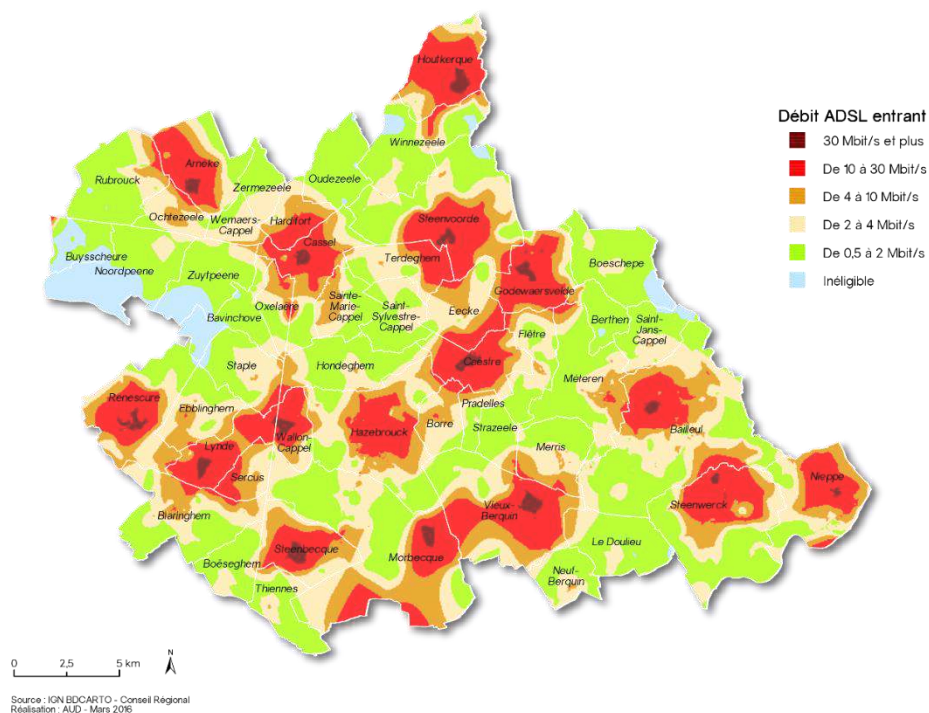 Houtkerque
Débit ADSL entrant
30 Mbit/s et plus
De 10 à 30 Mbit/s
De 4 à 10 Mbit/s
De 2 à 4 Mbit/s
De 0,5 à 2 Mbit/s
Inéligible
Winnezeele
Arnèke
Rubrouck
Zermezeele
Oudezeele
Ochtezeele
Wemaers-
Cappel
Hardifort
Steenvoorde
Cassel
Terdeghem
Buysscheure
Noordpeene
Zuytpeene
Boeschepe
Godewaersvelde
Oxelaere
Sainte-
Marie-
Cappel
Saint-
Sylvestre-
Cappel
Bavinchove
Eecke
Berthen
Saint-
Jans-
Cappel
Flêtre
Staple
Hondeghem
Caestre
Méteren
Renescure
Ebblinghem
Pradelles
Borre
Strazeele
Bailleul
Wallon-
Cappel
Hazebrouck
Lynde
Sercus
Merris
Nieppe
Vieux-
Berquin
Steenwerck
Blaringhem
Le Doulieu
Steenbecque
Morbecque
Boëseghem
Neuf-
Berquin
Thiennes
0 2,5 5 km
N
Source : IGN BDCARTO - Conseil Régional
Réalisation : AUD - Mars 2016